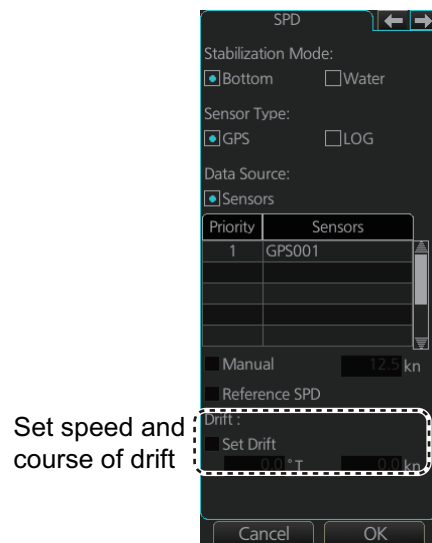 SPD
Stabilization Mode:
Bottom Water
Sensor Type:
GPS LOG
Data Source:
Sensors
Priority Sensors
1 GPS001
Manual 12.5 kn
Reference SPD
Drift :
Set Drift
0.0 ° T 0.0 kn
Set speed and
course of drift
Cancel OK